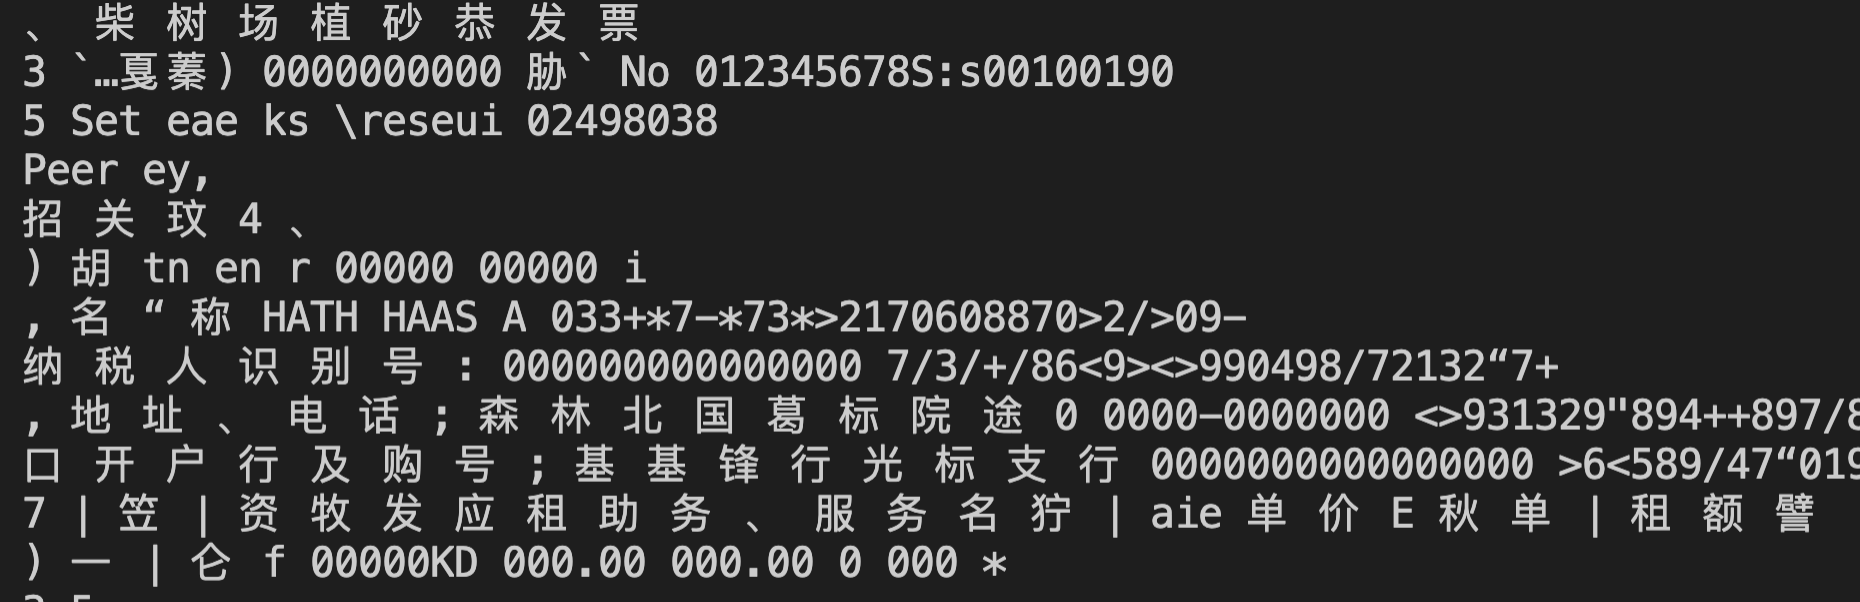 、 柴 树 场 植 砂 恭 发 票
3 `…戛蓁) 0000000000 胁` No 012345678S:s00100190
5 Set eae ks \reseui 02498038
Peer ey,
招 关 玟 4 、
) 胡 tn en r 00000 00000 i
, 名 “ 称 HATH HAAS A 033+*7-*73*>2170608870>2/>09-
纳 税 人 识 别 号 : 000000000000000 7/3/+/86<9><>990498/72132“7+
, 地 址 、 电 话 ; 森 林 北 国 葛 标 院 途 0 0000-0000000 <>931329"894++897/8
口 开 户 行 及 购 号 ; 基 基 锋 行 光 标 支 行 0000000000000000 >6<589/47“019
7 | 笠 | 资 牧 发 应 租 助 务 、 服 务 名 狞 | aie 单 价 E 秋 单 | 租 额 譬
) 一 | 仑 f 00000KD 000.00 000.00 0 000 *